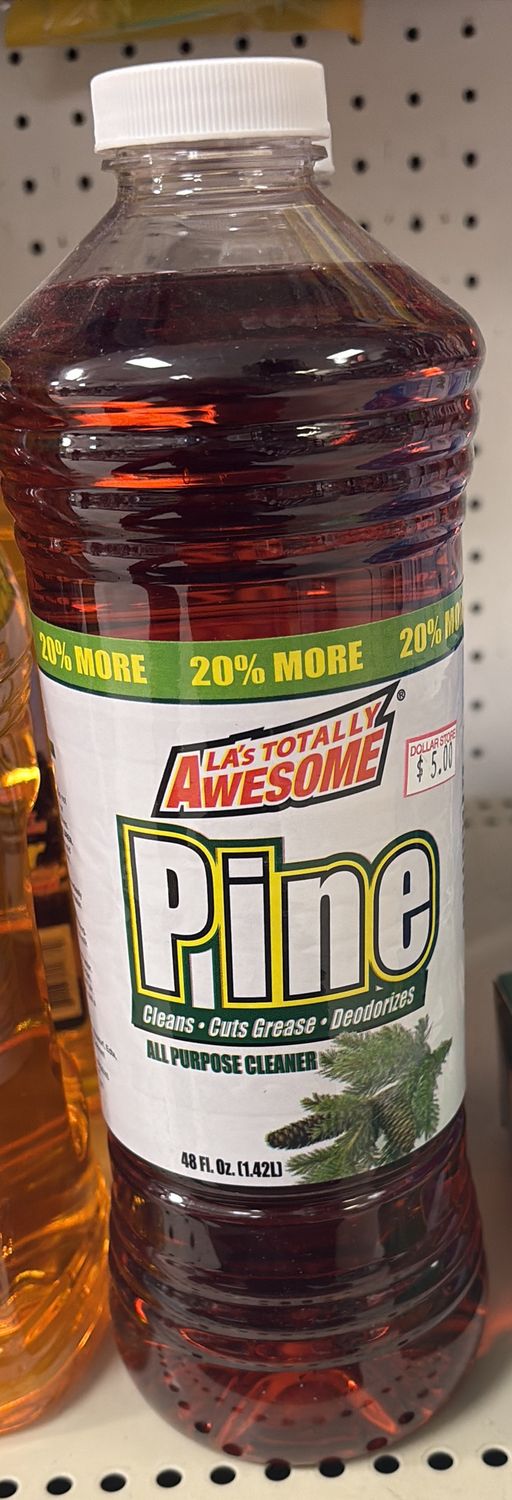 20% MORE 20% MORE 20% MO
LA'S TOTALLY
AWESOME®
DOLLAR STORE
$ 5.00
Pine
Cleans • Cuts Grease • Deodorizes
ALL PURPOSE CLEANER
48 Fl. Oz. (1.42L)